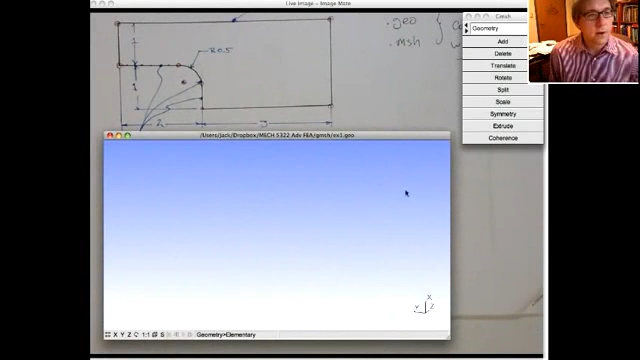 Live Image - Image Mate
.geo
.msh
1
1
R0.5
2
3
Gmsh
Geometry
Add
Delete
Translate
Rotate
Split
Scale
Symmetry
Extrude
Coherence
/Users/Jack/Dropbox/MECH 5322 Adv FEA/gmsh/ex1.geo
X
Y
Z
X Y Z 1:1 S Geometry>Elementary